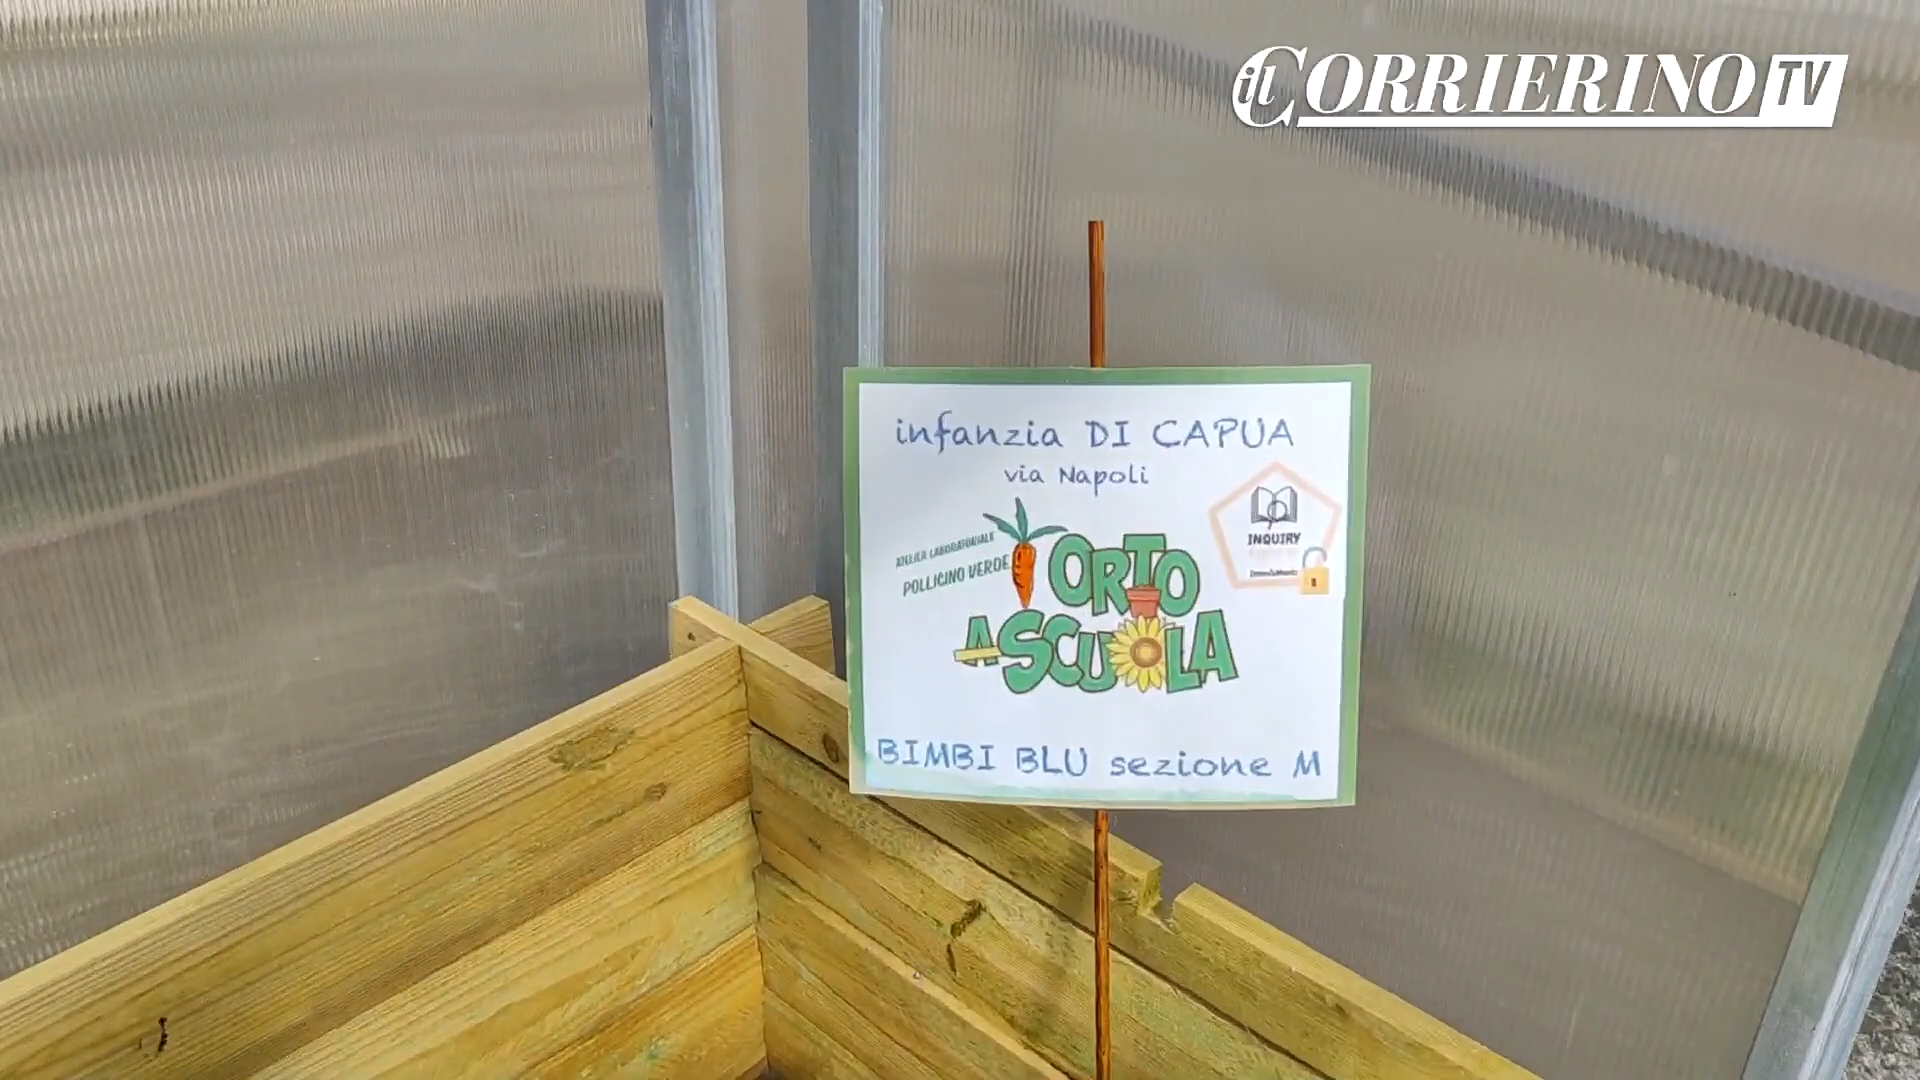 il CORRIERINO TV
infanzia DI CAPUA
via Napoli
ATELIER LABORATORIALE
POLLICINO VERDE
ORTO
A SCUOLA
INQUIRY
BIMBI BLU sezione M